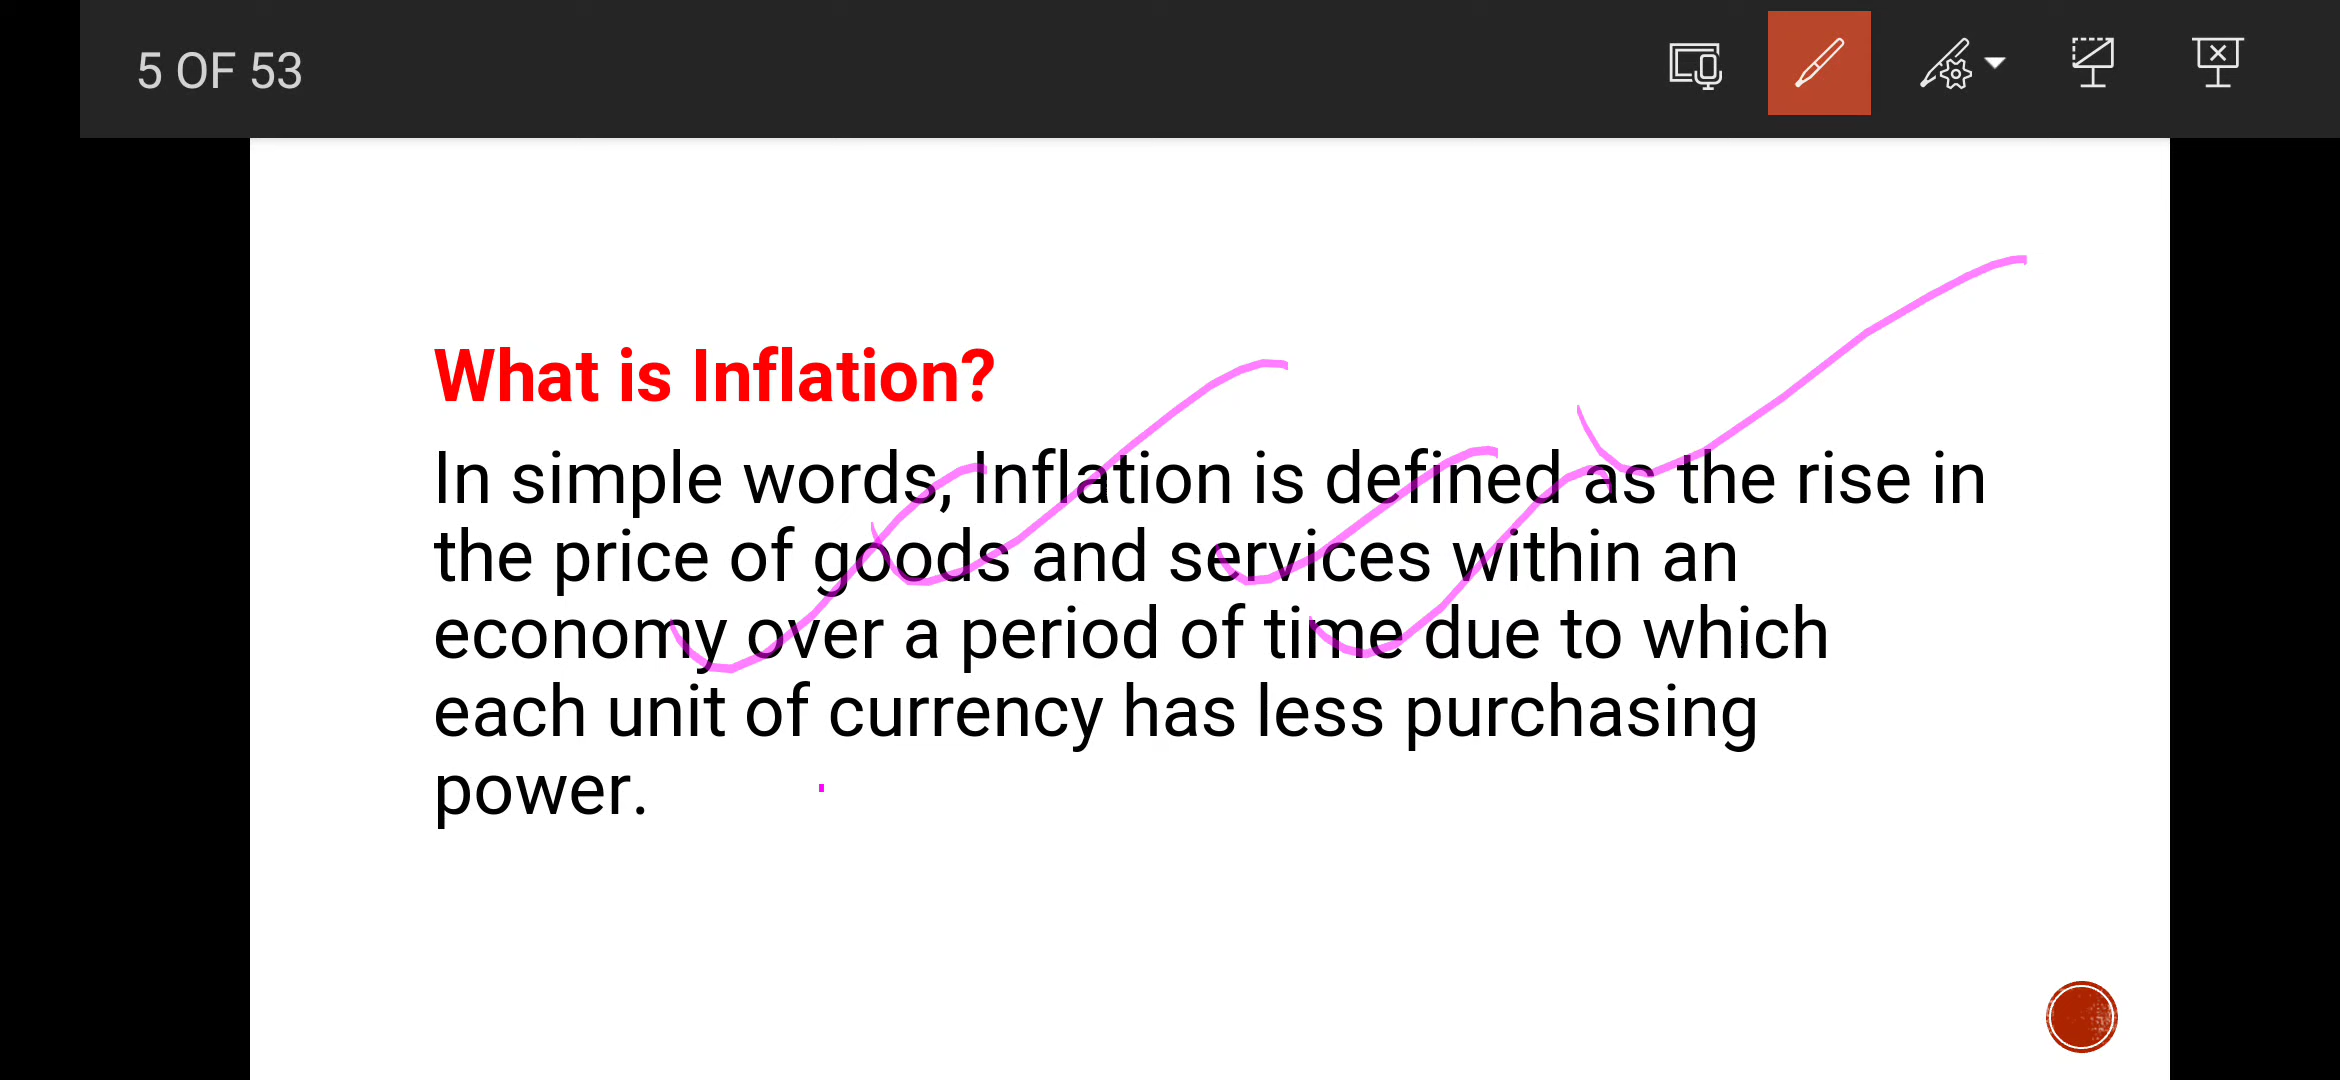 5 OF 53
What is Inflation?
In simple words, Inflation is defined as the rise in
the price of goods and services within an
economy over a period of time due to which
each unit of currency has less purchasing
power.